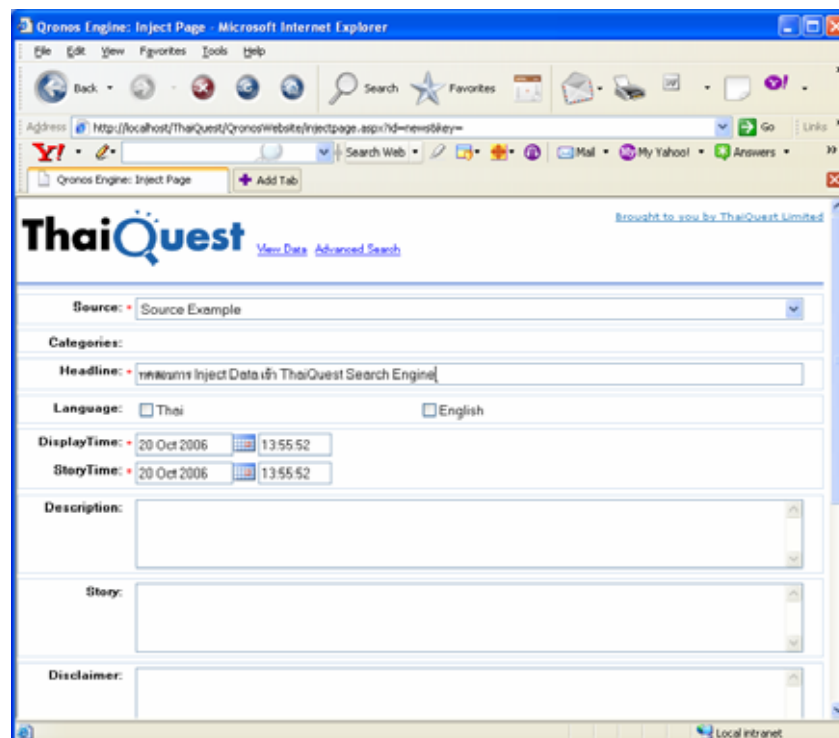 Qronos Engine: Inject Page - Microsoft Internet Explorer
File Edit View Favorites Tools Help
Back Search Favorites
Address http://localhost/ThaiQuest/QronosWebsite/injectpage.aspx?id=news&key= Go Links
Y! Search Web Mail My Yahoo! Answers
Qronos Engine: Inject Page Add Tab
ThaiQuest View Data Advanced Search Brought to you by ThaiQuest Limited
Source: * Source Example
Categories:
Headline: * ทดสอบการ Inject Data เข้า ThaiQuest Search Engine
Language: Thai English
DisplayTime: * 20 Oct 2006 13:55:52
StoryTime: * 20 Oct 2006 13:55:52
Description:
Story:
Disclaimer:
Local intranet